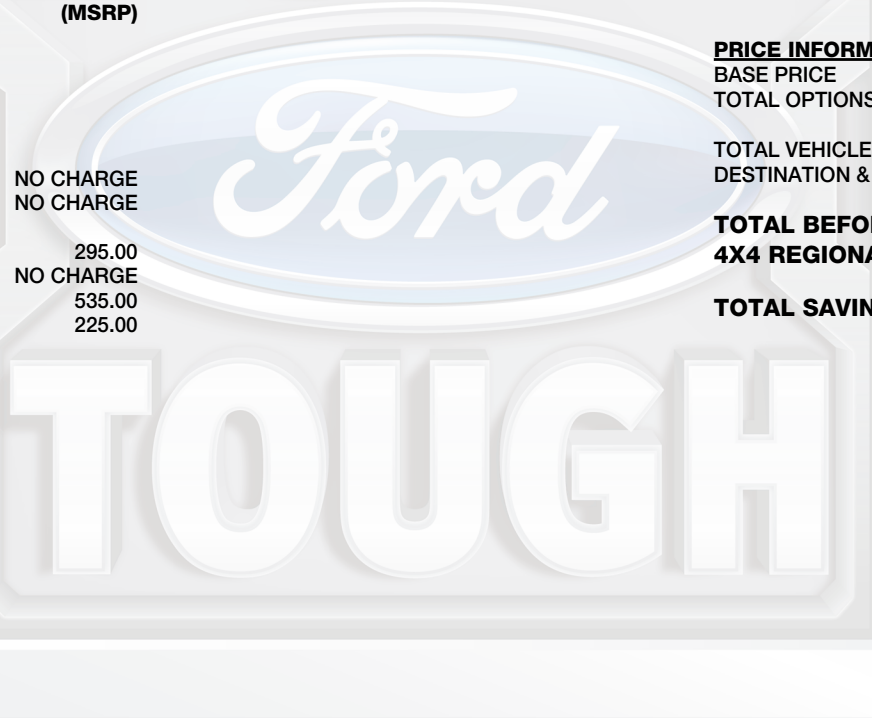 (MSRP)
NO CHARGE
NO CHARGE
295.00
NO CHARGE
535.00
225.00
PRICE INFORM
BASE PRICE
TOTAL OPTIONS
TOTAL VEHICLE
DESTINATION &
TOTAL BEFO
4X4 REGIONA
TOTAL SAVIN
Ford
TOUGH